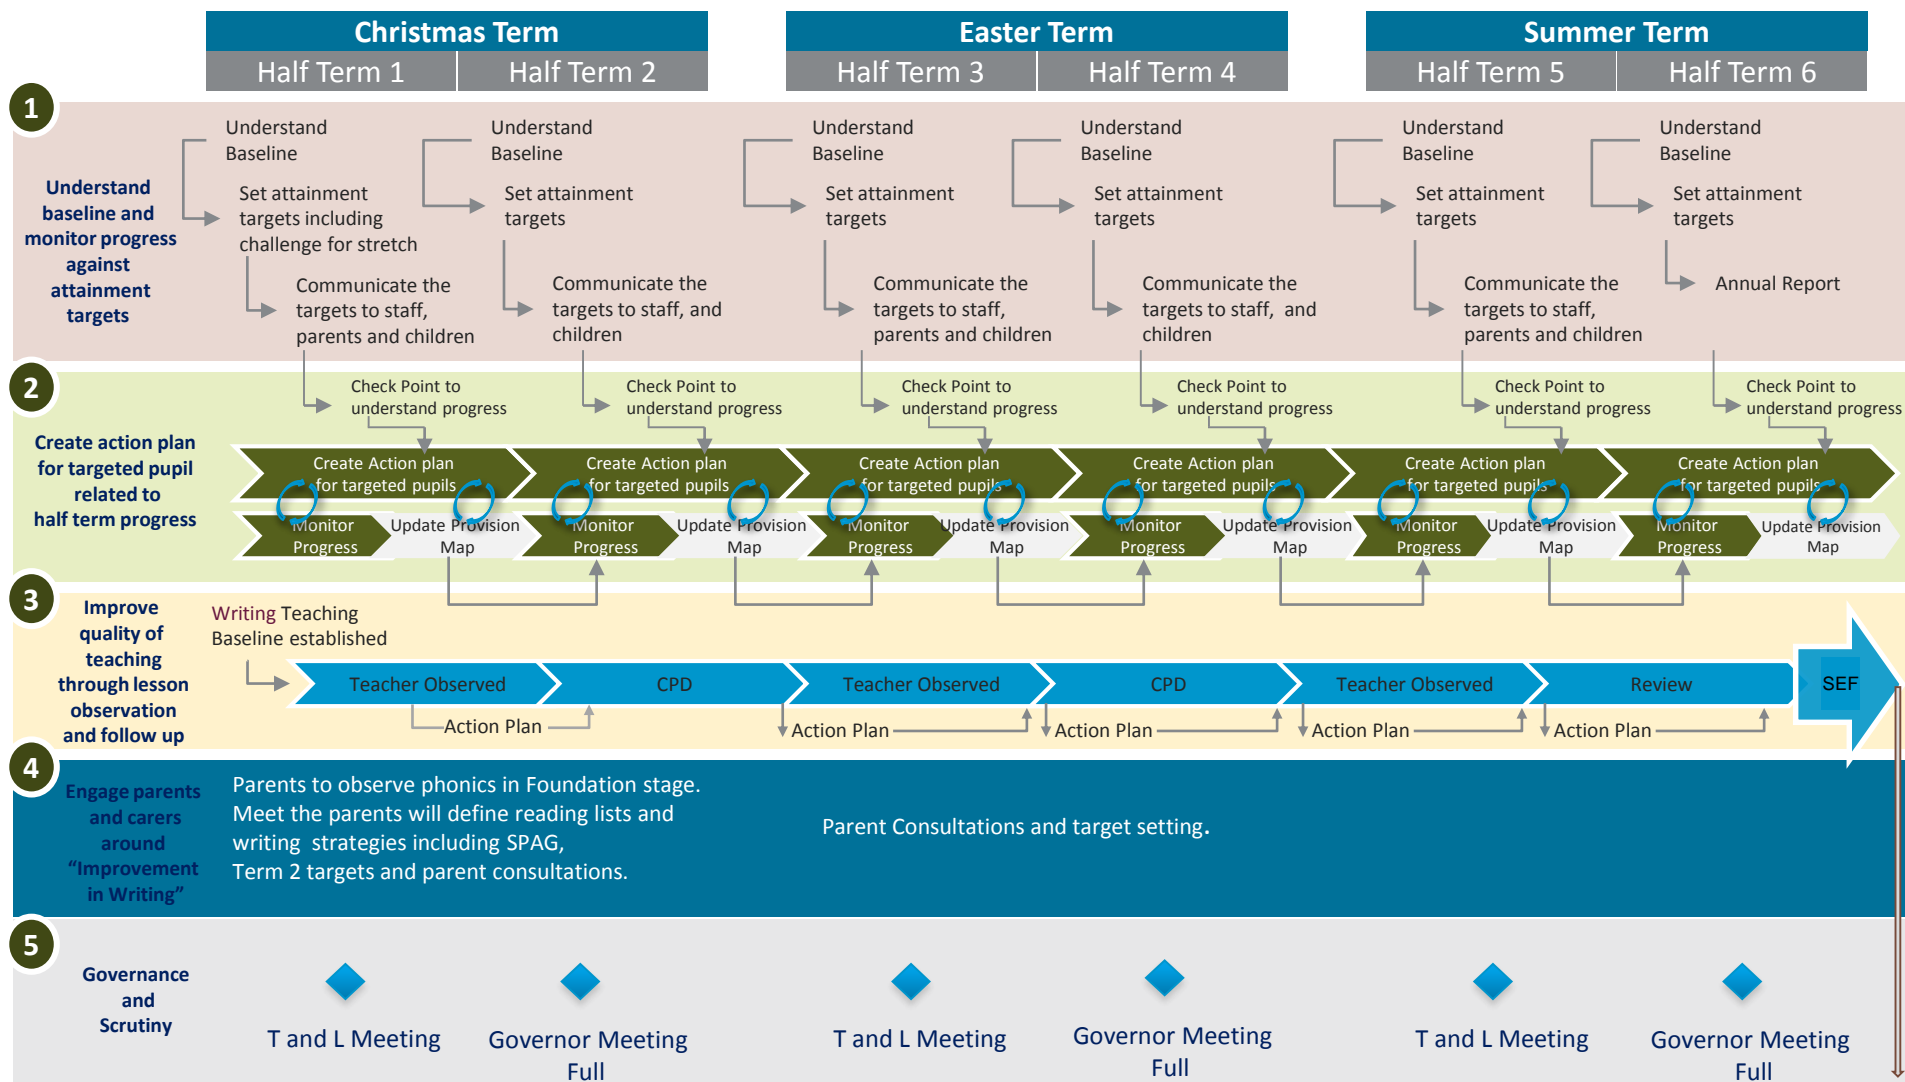 Christmas Term
Easter Term
Summer Term
Half Term 1
Half Term 2
Half Term 3
Half Term 4
Half Term 5
Half Term 6
1
Understand
baseline and
monitor progress
against
attainment
targets
Understand
Baseline
Set attainment
targets including
challenge for stretch
Communicate the
targets to staff,
parents and children
Understand
Baseline
Set attainment
targets
Communicate the
targets to staff, and
children
Understand
Baseline
Set attainment
targets
Communicate the
targets to staff,
parents and children
Understand
Baseline
Set attainment
targets
Communicate the
targets to staff, and
children
Understand
Baseline
Set attainment
targets
Communicate the
targets to staff,
parents and children
Understand
Baseline
Set attainment
targets
Annual Report
2
Create action plan
for targeted pupil
related to
half term progress
Check Point to
understand progress
Check Point to
understand progress
Check Point to
understand progress
Check Point to
understand progress
Check Point to
understand progress
Check Point to
understand progress
Create Action plan
for targeted pupils
Create Action plan
for targeted pupils
Create Action plan
for targeted pupils
Create Action plan
for targeted pupils
Create Action plan
for targeted pupils
Create Action plan
for targeted pupils
Monitor
Progress
Update Provision
Map
Monitor
Progress
Update Provision
Map
Monitor
Progress
Update Provision
Map
Monitor
Progress
Update Provision
Map
Monitor
Progress
Update Provision
Map
Monitor
Progress
Update Provision
Map
3
Improve
quality of
teaching
through lesson
observation
and follow up
Writing Teaching
Baseline established
Teacher Observed
CPD
Teacher Observed
CPD
Teacher Observed
Review
SEF
Action Plan
Action Plan
Action Plan
Action Plan
Action Plan
4
Engage parents
and carers
around
“Improvement
in Writing”
Parents to observe phonics in Foundation stage.
Meet the parents will define reading lists and
writing strategies including SPAG,
Term 2 targets and parent consultations.
Parent Consultations and target setting.
5
Governance
and
Scrutiny
T and L Meeting
Governor Meeting
Full
T and L Meeting
Governor Meeting
Full
T and L Meeting
Governor Meeting
Full